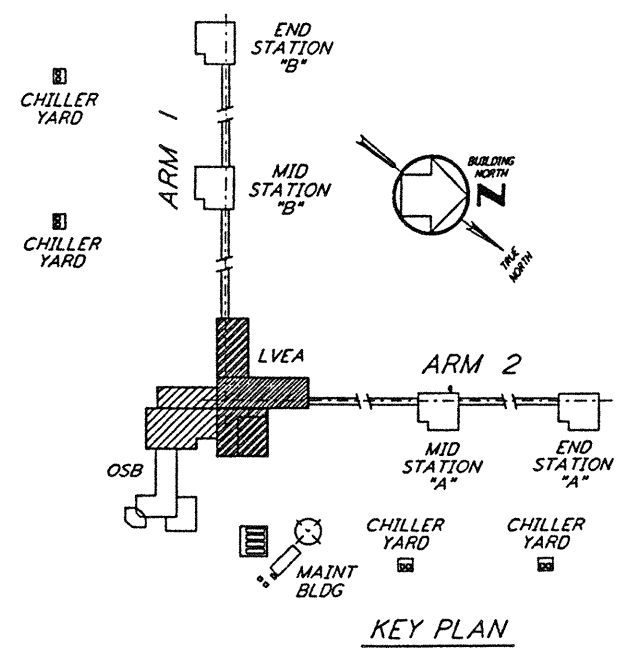 END
STATION
"B"
CHILLER
YARD
ARM 1
MID
STATION
"B"
BUILDING
NORTH
N
TRUE
NORTH
CHILLER
YARD
LVEA
ARM 2
MID
STATION
"A"
END
STATION
"A"
OSB
CHILLER
YARD
CHILLER
YARD
MAINT
BLDG
KEY PLAN